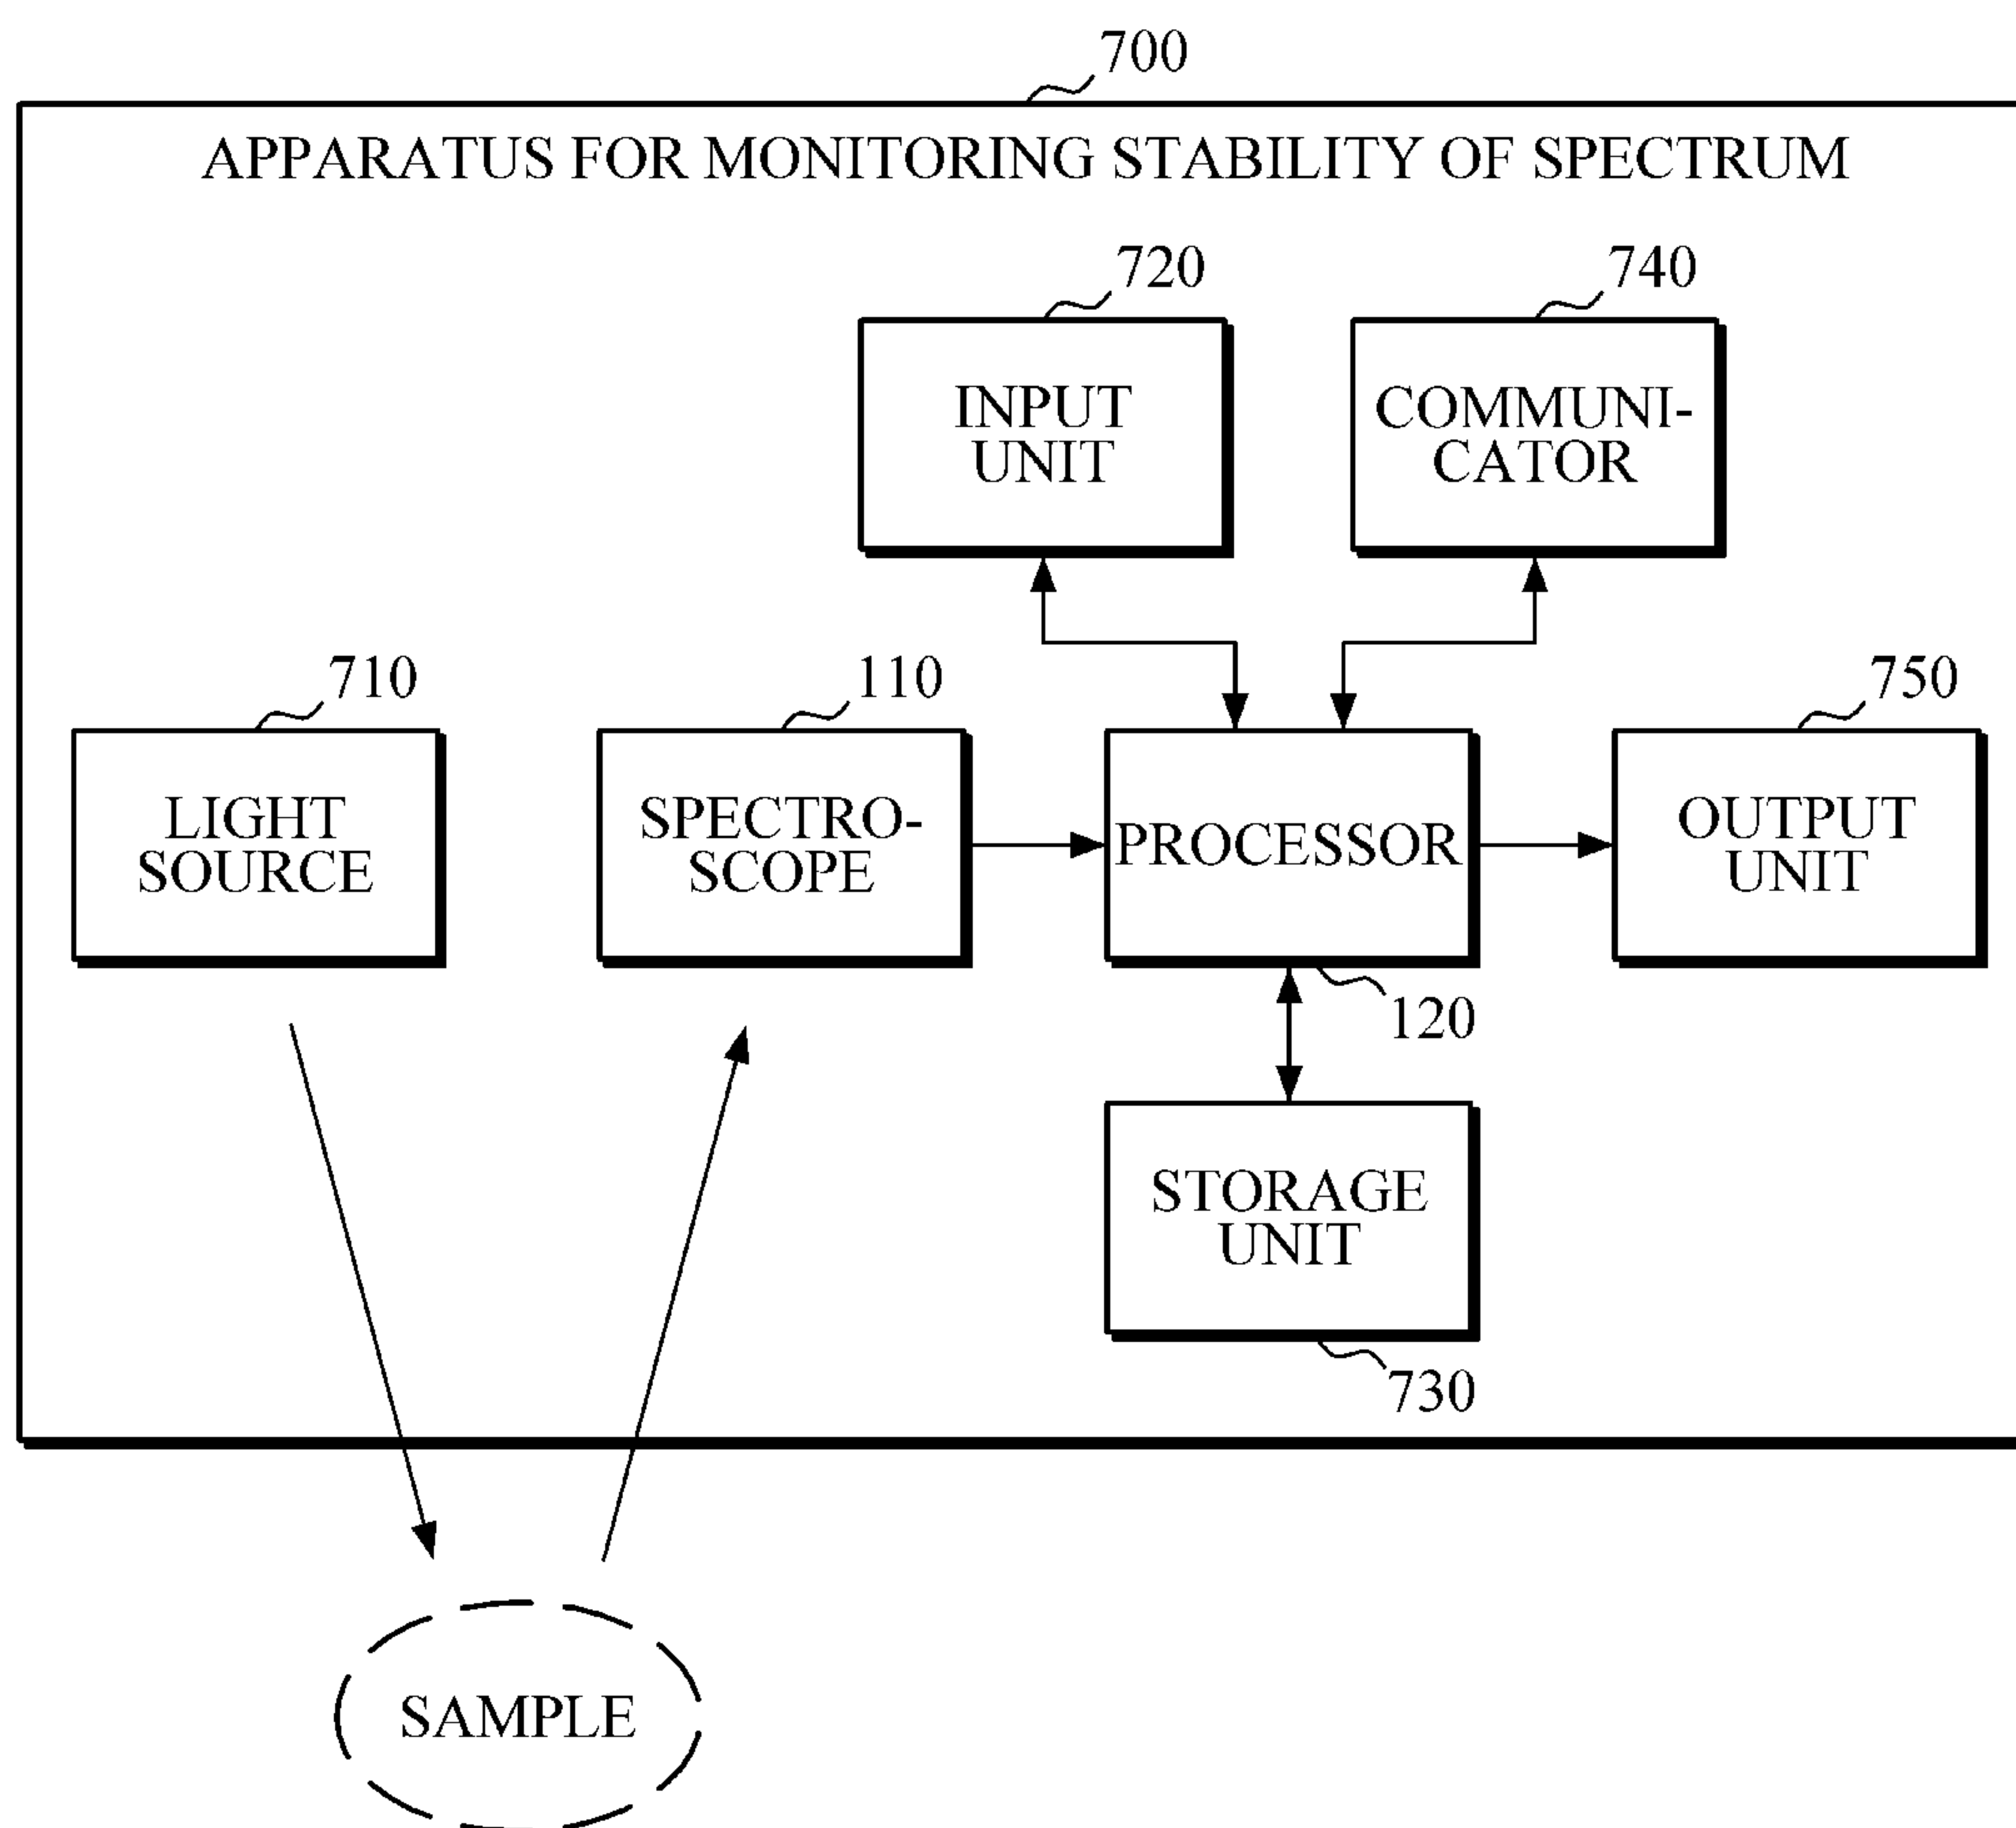 700
APPARATUS FOR MONITORING STABILITY OF SPECTRUM
720
740
INPUT
UNIT
COMMUNI-
CATOR
710
110
750
LIGHT
SOURCE
SPECTRO-
SCOPE
PROCESSOR
OUTPUT
UNIT
120
STORAGE
UNIT
730
SAMPLE